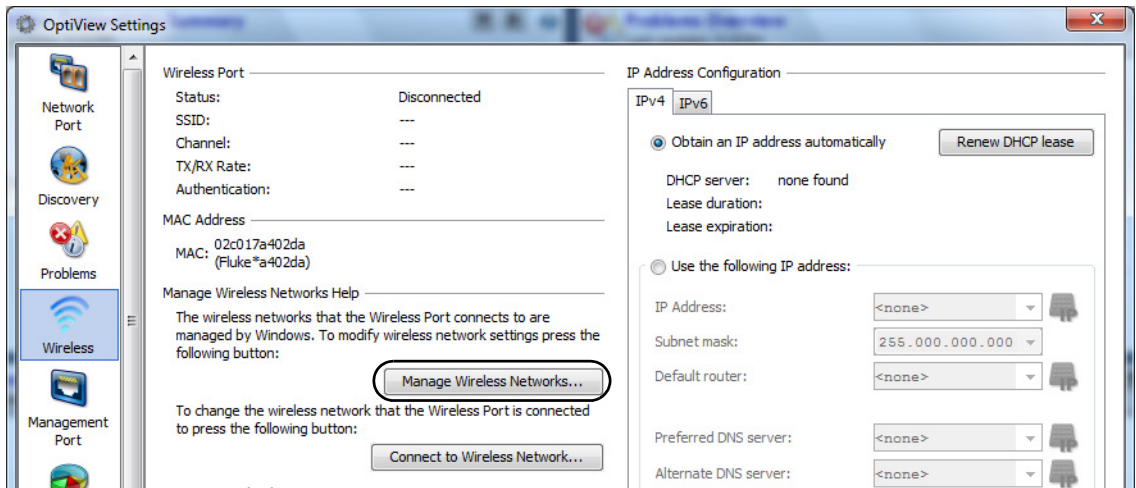 OptiView Settings
Network
Port
Discovery
Problems
Wireless
Management
Port
Wireless Port
Status: Disconnected
SSID: ---
Channel: ---
TX/RX Rate: ---
Authentication: ---
MAC Address
MAC: 02c017a402da
(Fluke*a402da)
Manage Wireless Networks Help
The wireless networks that the Wireless Port connects to are
managed by Windows. To modify wireless network settings press the
following button:
Manage Wireless Networks...
To change the wireless network that the Wireless Port is connected
to press the following button:
Connect to Wireless Network...
IP Address Configuration
IPv4 IPv6
Obtain an IP address automatically Renew DHCP lease
DHCP server: none found
Lease duration:
Lease expiration:
Use the following IP address:
IP Address: <none>
Subnet mask: 255.000.000.000
Default router: <none>
Preferred DNS server: <none>
Alternate DNS server: <none>